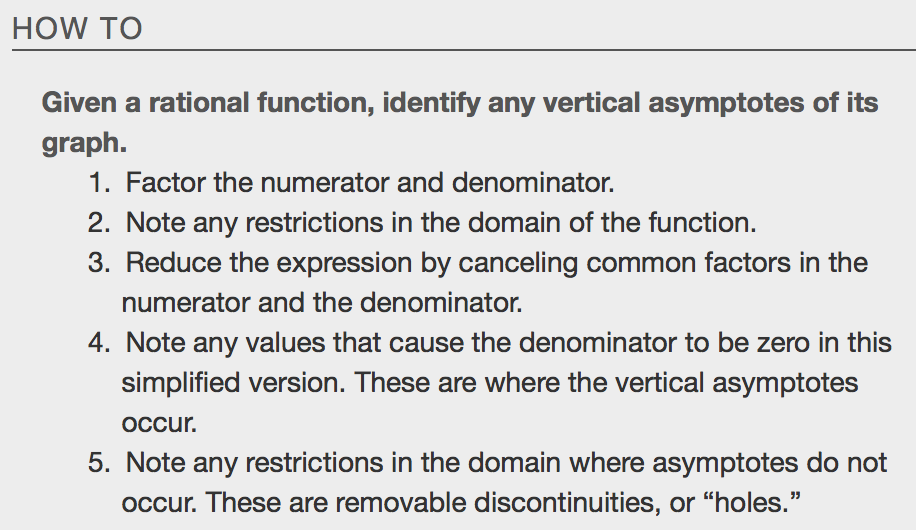 HOW TO
Given a rational function, identify any vertical asymptotes of its
graph.
1. Factor the numerator and denominator.
2. Note any restrictions in the domain of the function.
3. Reduce the expression by canceling common factors in the
numerator and the denominator.
4. Note any values that cause the denominator to be zero in this
simplified version. These are where the vertical asymptotes
occur.
5. Note any restrictions in the domain where asymptotes do not
occur. These are removable discontinuities, or “holes.”